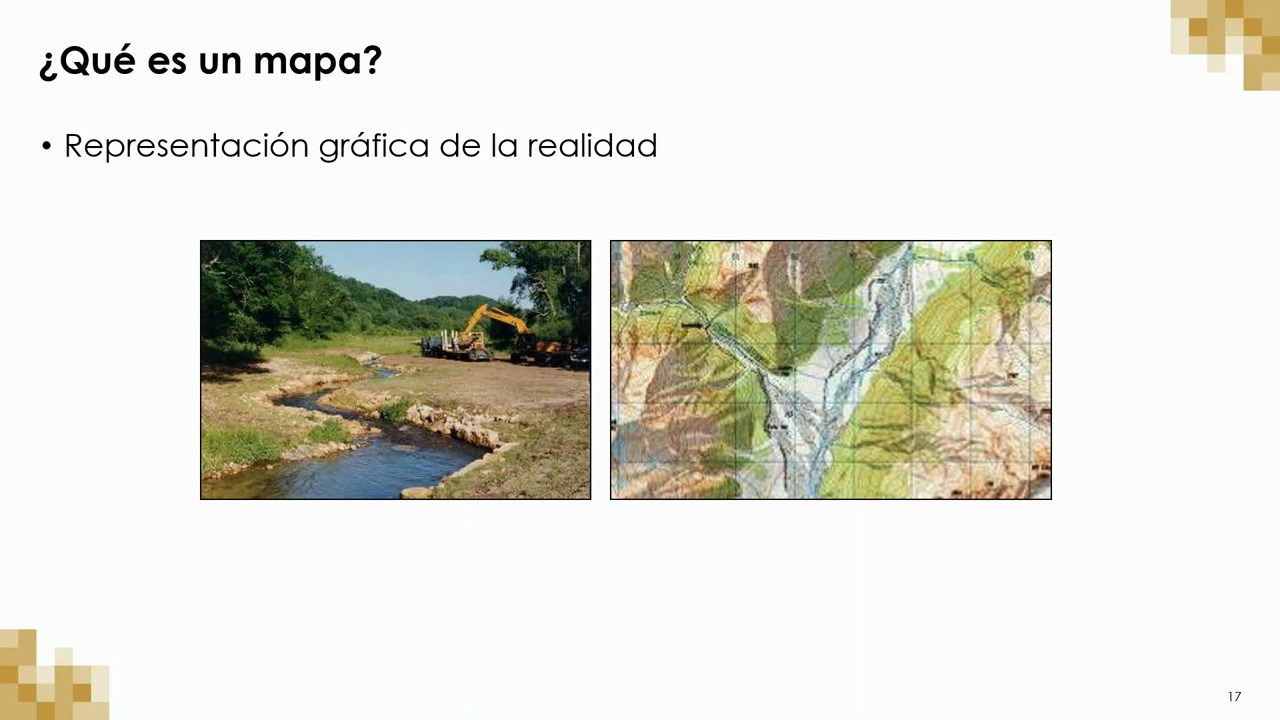 ¿Qué es un mapa?
• Representación gráfica de la realidad
17